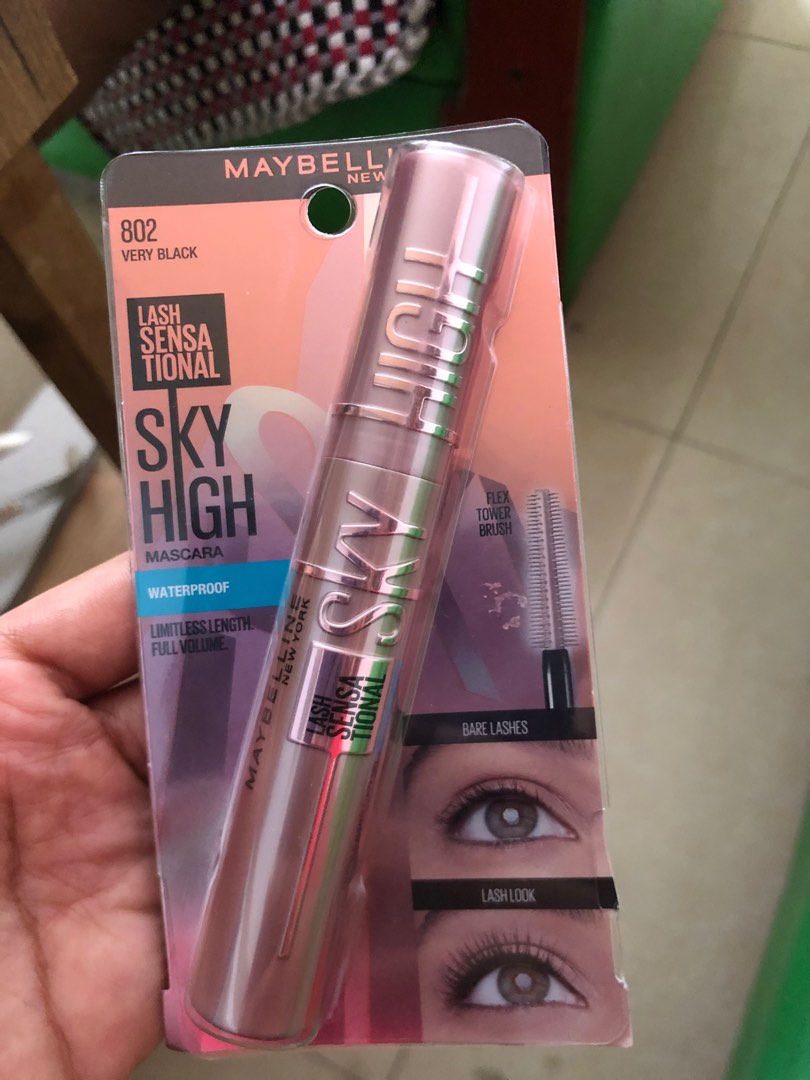 MAYBELLI
NEW
802
VERY BLACK
LASH
SENSA
TIONAL
SKY
HIGH
MASCARA
WATERPROOF
LIMITLESS LENGTH.
FULL VOLUME.
SKY HIGH
MAYBELLINE
NEW YORK
LASH
SENSA
TIONAL
FLEX
TOWER
BRUSH
BARE LASHES
LASH LOOK